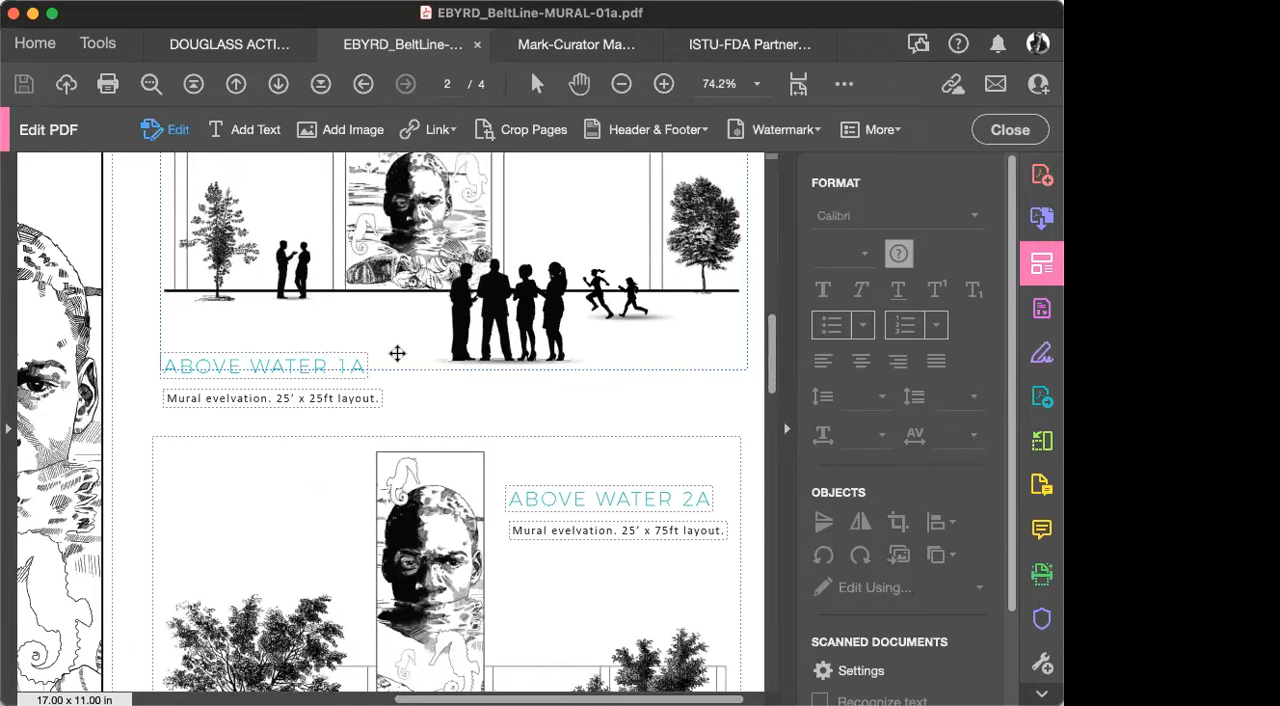 EBYRD_BeltLine-MURAL-01a.pdf
Home Tools DOUGLASS ACTI... EBYRD_BeltLine-... × Mark-Curator Ma... ISTU-FDA Partner...
2 / 4 74.2%
Edit PDF Edit Add Text Add Image Link Crop Pages Header & Footer Watermark More Close
FORMAT
Calibri
ABOVE WATER 1A
Mural evelvation. 25’ x 25ft layout.
ABOVE WATER 2A
Mural evelvation. 25’ x 75ft layout.
OBJECTS
Edit Using...
SCANNED DOCUMENTS
Settings
Recognize text
17.00 x 11.00 in